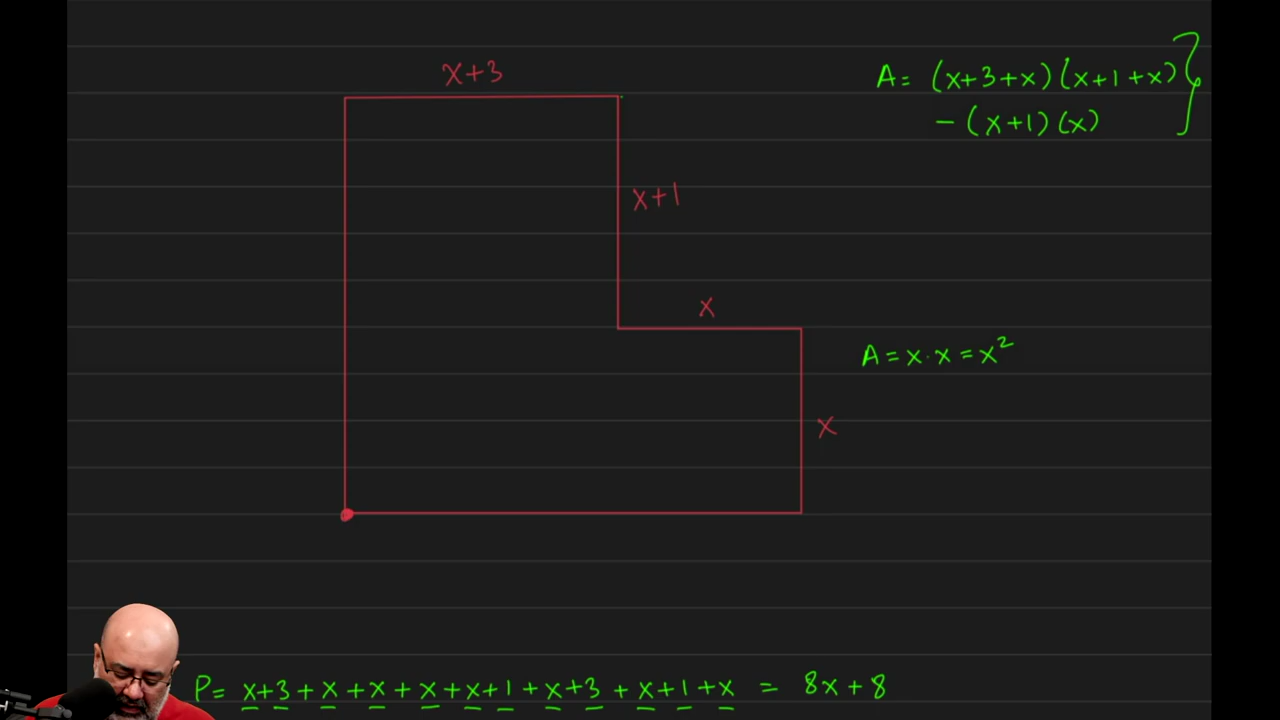 x+3
A= (x+3+x)(x+1+x)
- (x+1)(x)
x+1
x
A=x·x=x²
x
P= x+3+x+x+x+x+1+x+3+x+1+x = 8x+8